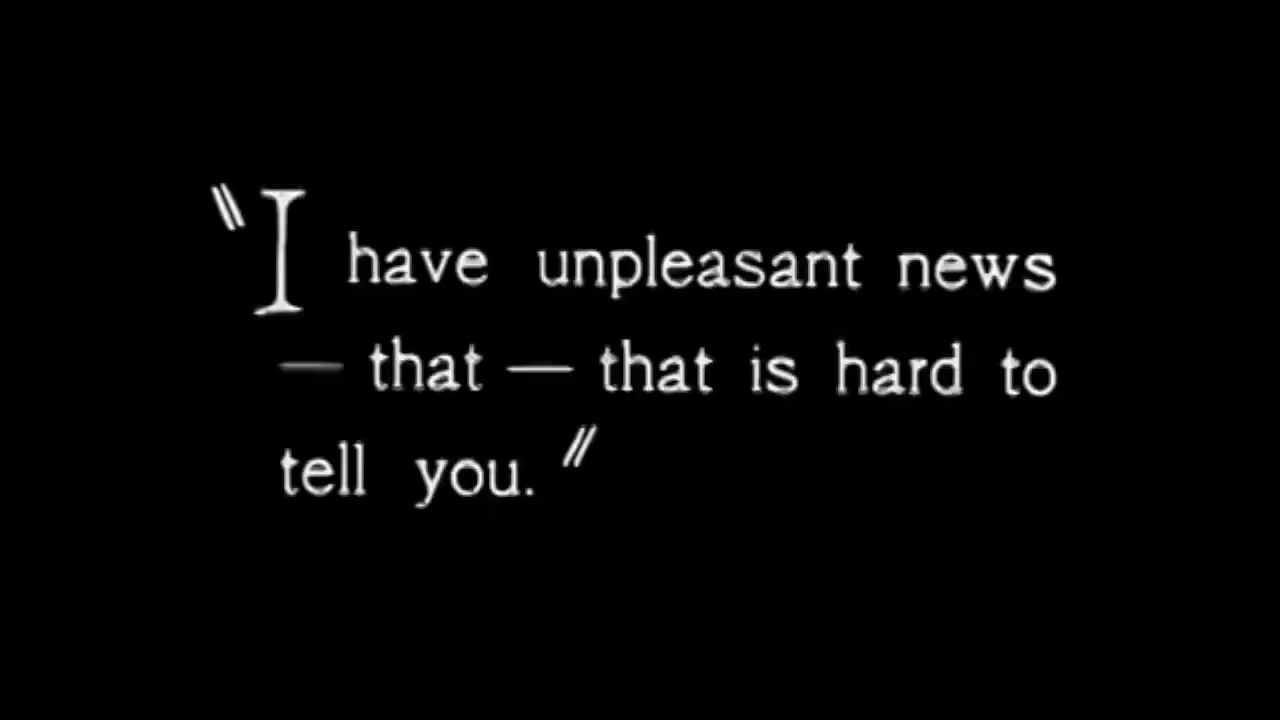 "I have unpleasant news
— that — that is hard to
tell you."